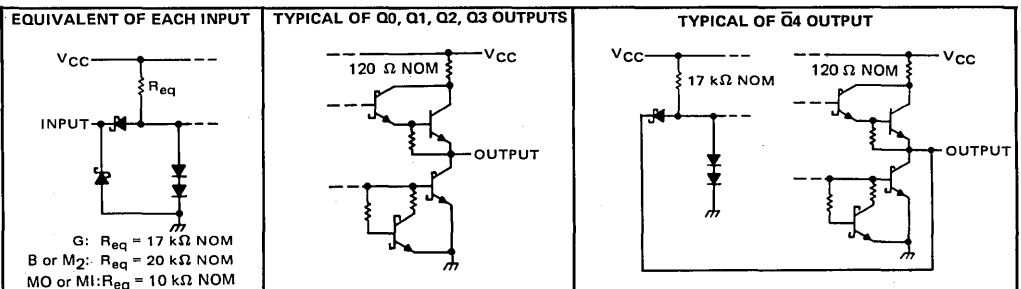 EQUIVALENT OF EACH INPUT
VCC
Req
INPUT
G: Req = 17 kΩ NOM
B or M2: Req = 20 kΩ NOM
MO or MI: Req = 10 kΩ NOM
TYPICAL OF Q0, Q1, Q2, Q3 OUTPUTS
VCC
120 Ω NOM
OUTPUT
TYPICAL OF Q̅4 OUTPUT
VCC
17 kΩ NOM
120 Ω NOM
OUTPUT